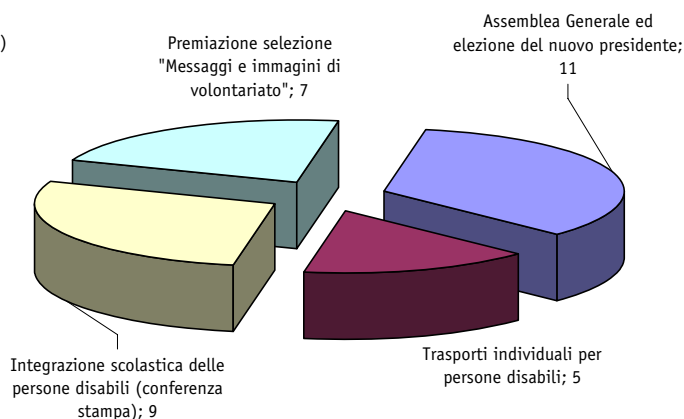 )
Premiazione selezione
"Messaggi e immagini di
volontariato"; 7
Assemblea Generale ed
elezione del nuovo presidente;
11
Integrazione scolastica delle
persone disabili (conferenza
stampa); 9
Trasporti individuali per
persone disabili; 5